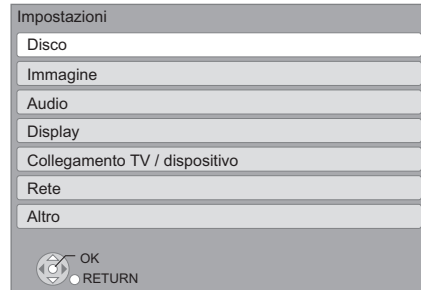 Impostazioni
Disco
Immagine
Audio
Display
Collegamento TV / dispositivo
Rete
Altro
OK
RETURN